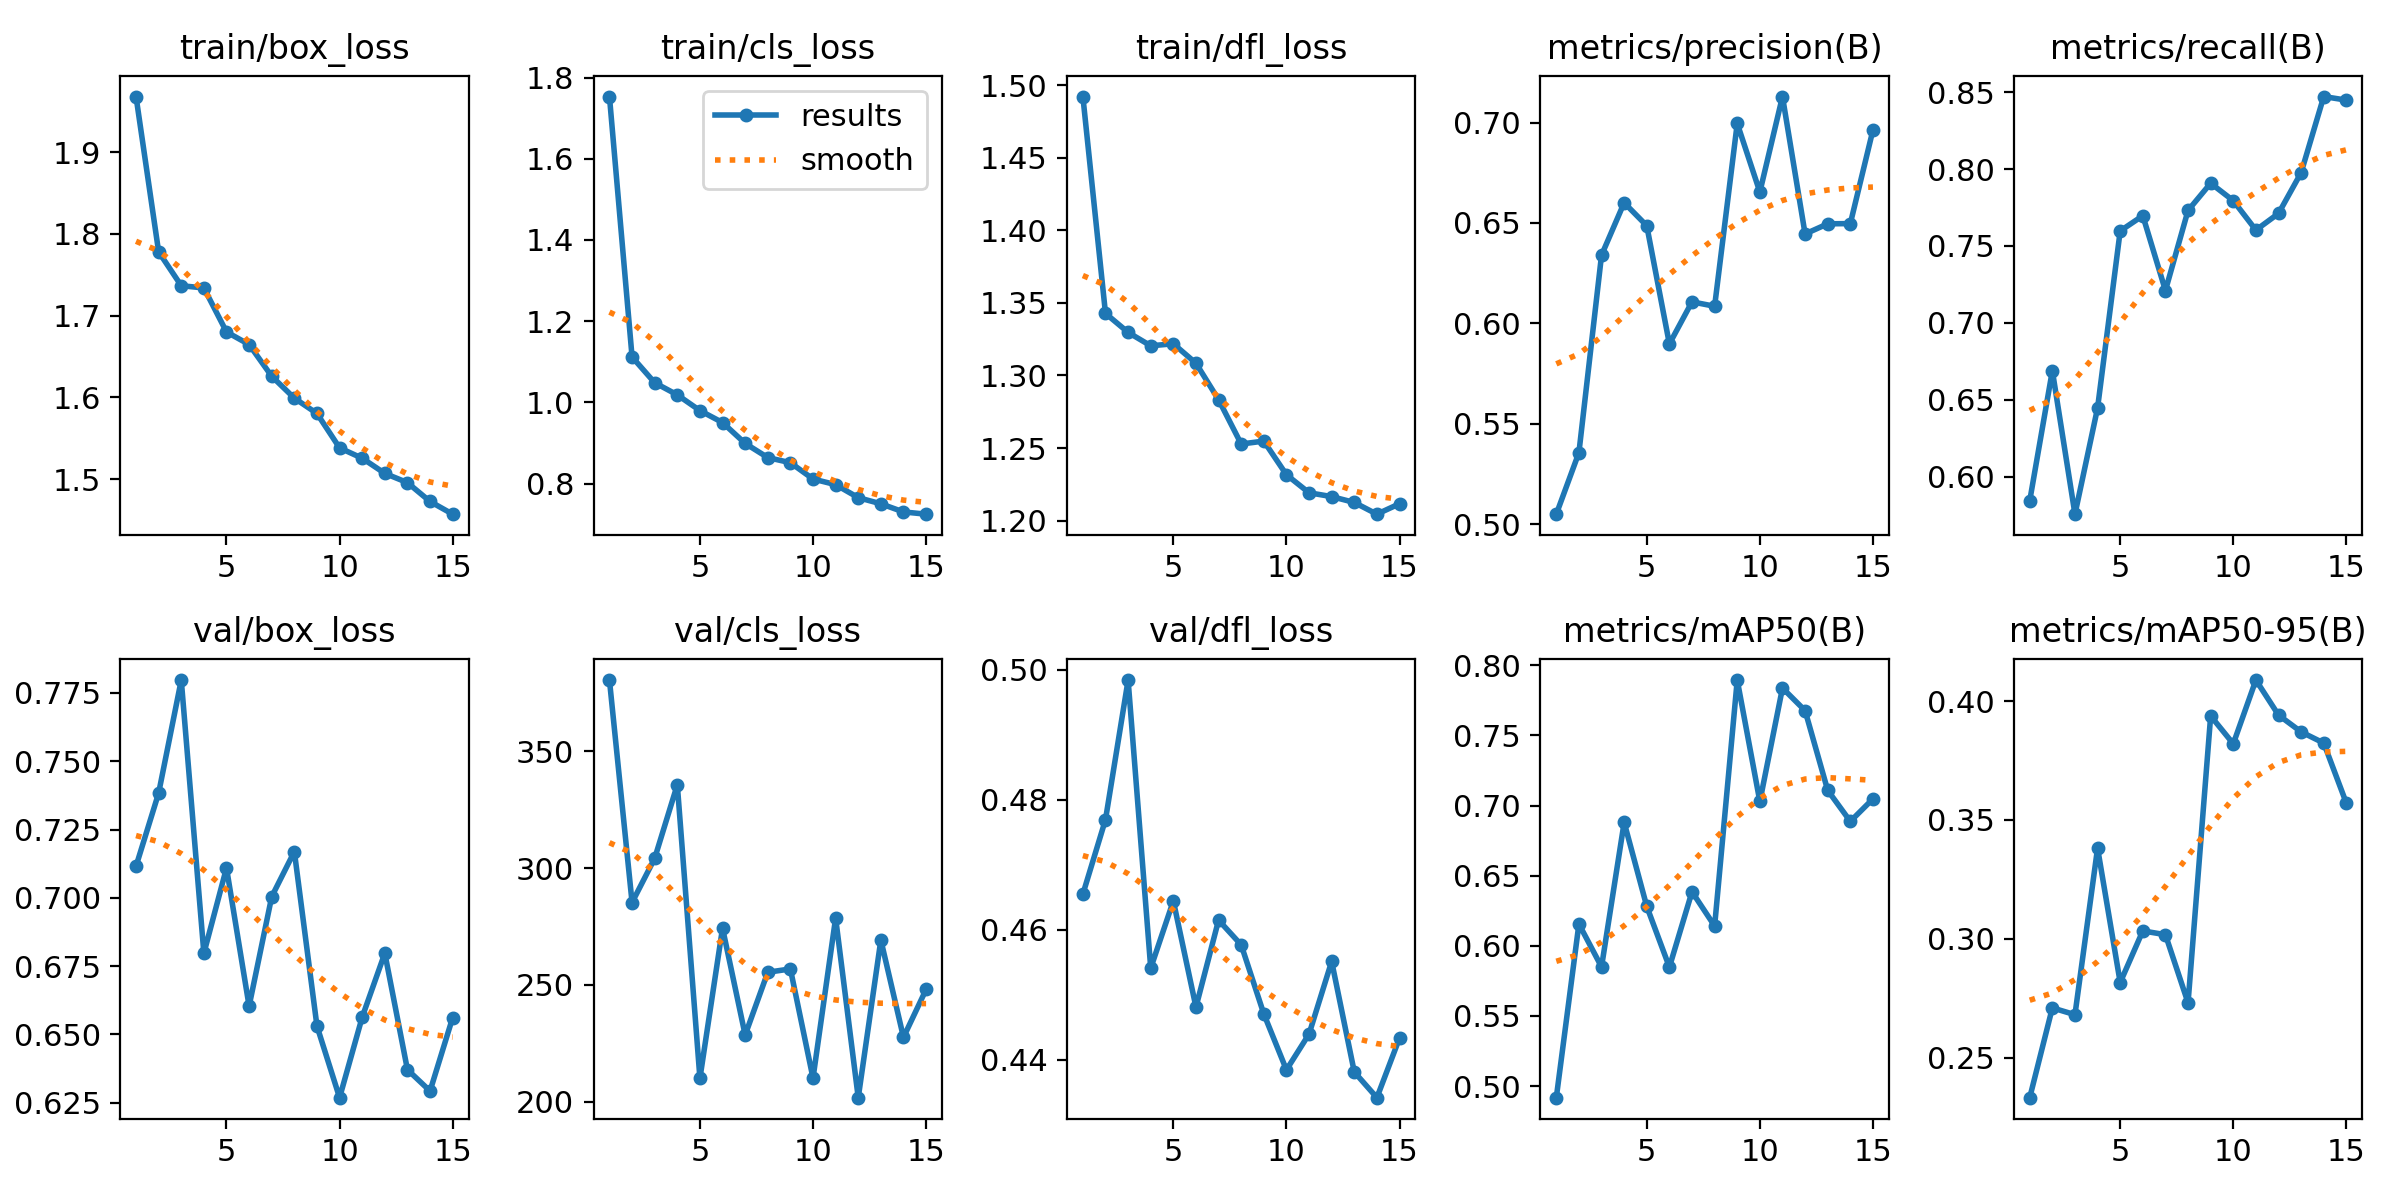 train/box_loss
train/cls_loss
train/dfl_loss
metrics/precision(B)
metrics/recall(B)
1.9
1.8
1.7
1.6
1.5
5 10 15
1.8
1.6
1.4
1.2
1.0
0.8
results
smooth
5 10 15
1.50
1.45
1.40
1.35
1.30
1.25
1.20
5 10 15
0.70
0.65
0.60
0.55
0.50
5 10 15
0.85
0.80
0.75
0.70
0.65
0.60
5 10 15
val/box_loss
val/cls_loss
val/dfl_loss
metrics/mAP50(B)
metrics/mAP50-95(B)
0.775
0.750
0.725
0.700
0.675
0.650
0.625
5 10 15
350
300
250
200
5 10 15
0.50
0.48
0.46
0.44
5 10 15
0.80
0.75
0.70
0.65
0.60
0.55
0.50
5 10 15
0.40
0.35
0.30
0.25
5 10 15